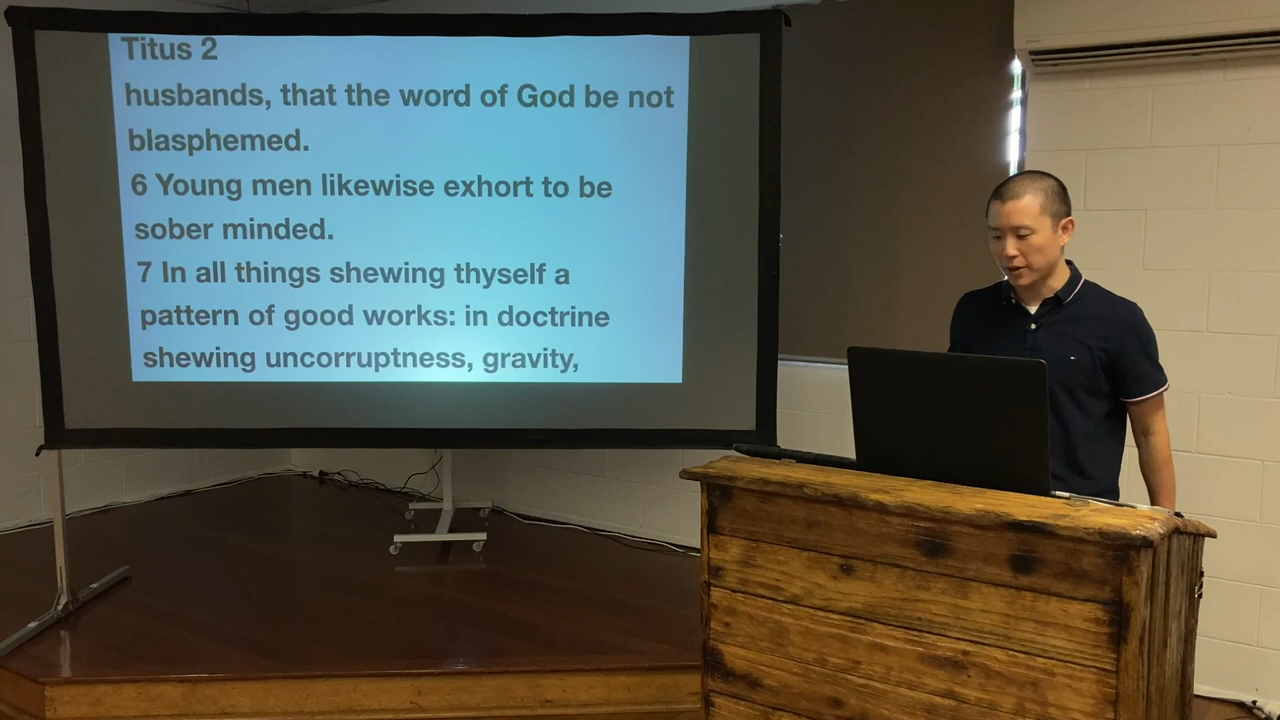 Titus 2
husbands, that the word of God be not
blasphemed.
6 Young men likewise exhort to be
sober minded.
7 In all things shewing thyself a
pattern of good works: in doctrine
shewing uncorruptness, gravity,